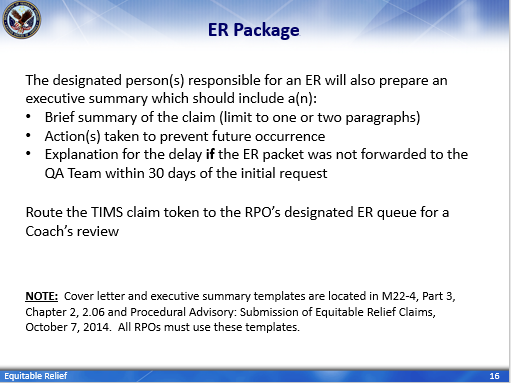 ER Package
The designated person(s) responsible for an ER will also prepare an
executive summary which should include a(n):
• Brief summary of the claim (limit to one or two paragraphs)
• Action(s) taken to prevent future occurrence
• Explanation for the delay if the ER packet was not forwarded to the
QA Team within 30 days of the initial request
Route the TIMS claim token to the RPO's designated ER queue for a
Coach's review
NOTE: Cover letter and executive summary templates are located in M22-4, Part 3,
Chapter 2, 2.06 and Procedural Advisory: Submission of Equitable Relief Claims,
October 7, 2014. All RPOs must use these templates.
Equitable Relief
16